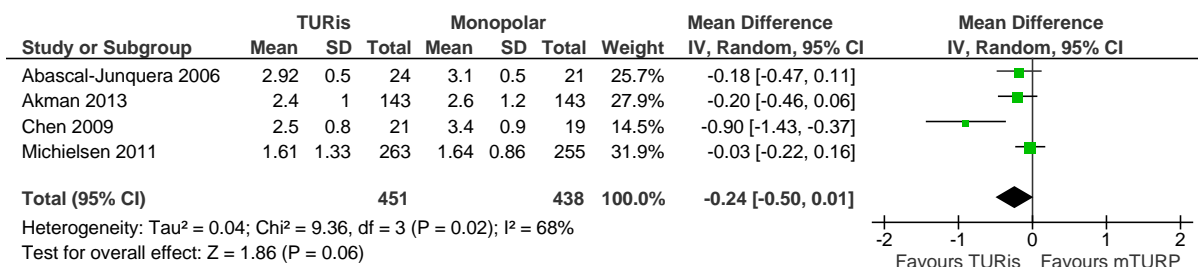 TURis Monopolar Mean Difference Mean Difference
Study or Subgroup Mean SD Total Mean SD Total Weight IV, Random, 95% CI IV, Random, 95% CI
Abascal-Junquera 2006 2.92 0.5 24 3.1 0.5 21 25.7% -0.18 [-0.47, 0.11]
Akman 2013 2.4 1 143 2.6 1.2 143 27.9% -0.20 [-0.46, 0.06]
Chen 2009 2.5 0.8 21 3.4 0.9 19 14.5% -0.90 [-1.43, -0.37]
Michielsen 2011 1.61 1.33 263 1.64 0.86 255 31.9% -0.03 [-0.22, 0.16]
Total (95% CI) 451 438 100.0% -0.24 [-0.50, 0.01]
Heterogeneity: Tau² = 0.04; Chi² = 9.36, df = 3 (P = 0.02); I² = 68%
Test for overall effect: Z = 1.86 (P = 0.06)
-2 -1 0 1 2
Favours TURis Favours mTURP